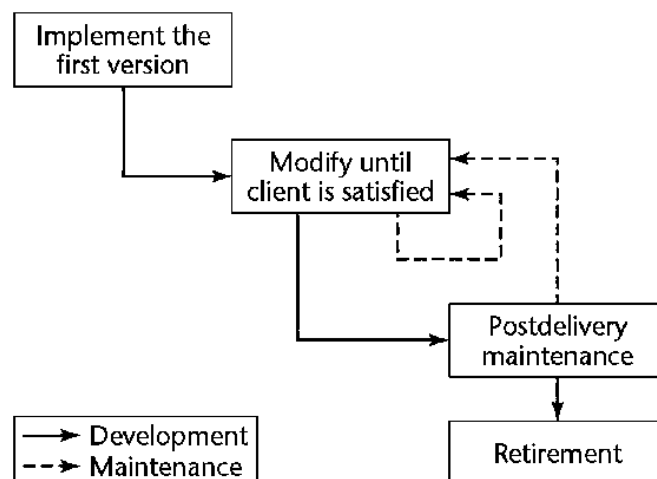 Implement the
first version
Modify until
client is satisfied
Postdelivery
maintenance
Retirement
Development
Maintenance